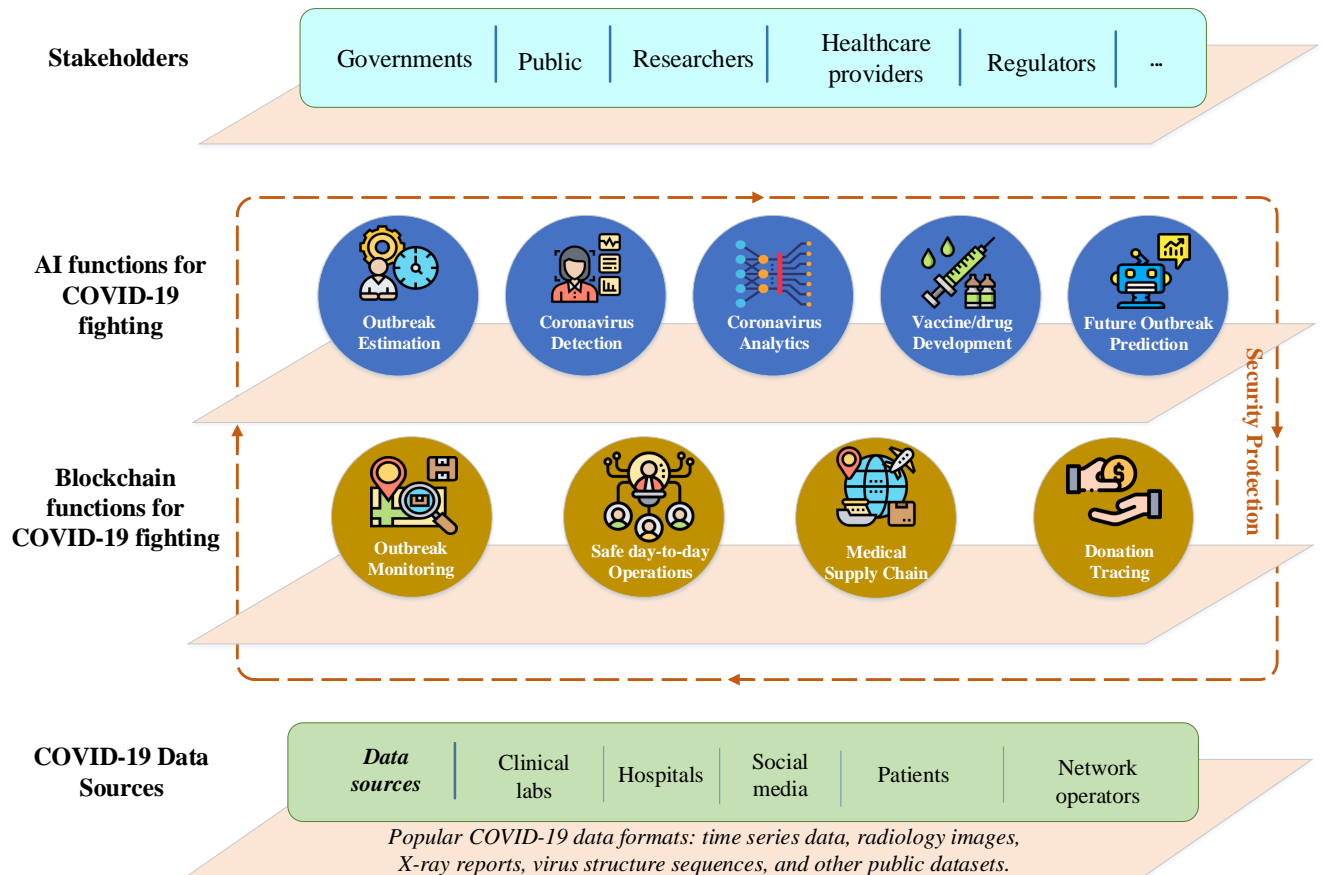 Stakeholders
Governments
Public
Researchers
Healthcare
providers
Regulators
...
AI functions for
COVID-19
fighting
Outbreak
Estimation
Coronavirus
Detection
Coronavirus
Analytics
Vaccine/drug
Development
Future Outbreak
Prediction
Security Protection
Blockchain
functions for
COVID-19 fighting
Outbreak
Monitoring
Safe day-to-day
Operations
Medical
Supply Chain
Donation
Tracing
$
COVID-19 Data
Sources
Data
sources
Clinical
labs
Hospitals
Social
media
Patients
Network
operators
Popular COVID-19 data formats: time series data, radiology images,
X-ray reports, virus structure sequences, and other public datasets.